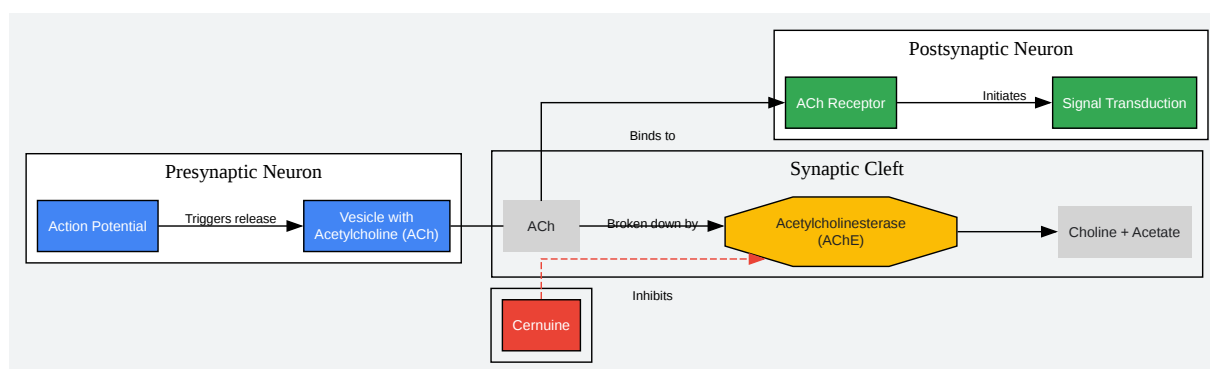 Postsynaptic Neuron
ACh Receptor
Initiates
Signal Transduction
Binds to
Presynaptic Neuron
Action Potential
Triggers release
Vesicle with
Acetylcholine (ACh)
Synaptic Cleft
ACh
Broken down by
Acetylcholinesterase
(AChE)
Choline + Acetate
Inhibits
Cernuine